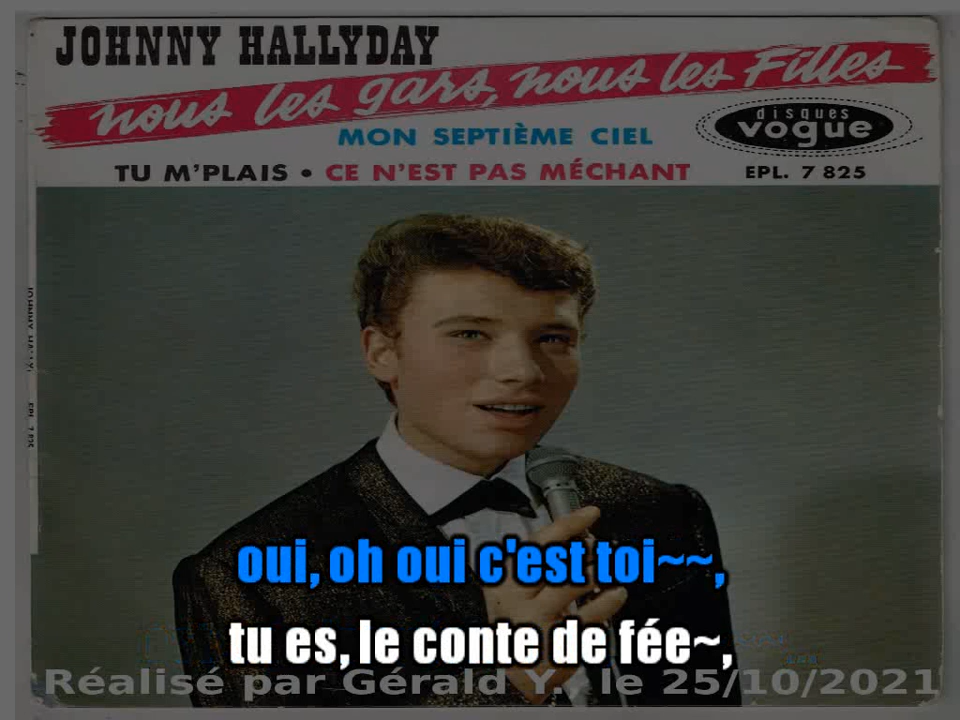 JOHNNY HALLYDAY
nous les gars, nous les Filles
MON SEPTIÈME CIEL
disques
vogue
TU M'PLAIS • CE N'EST PAS MÉCHANT
EPL. 7 825
oui, oh oui c'est toi~~,
tu es, le conte de fée~,
Réalisé par Gérald Y. le 25/10/2021